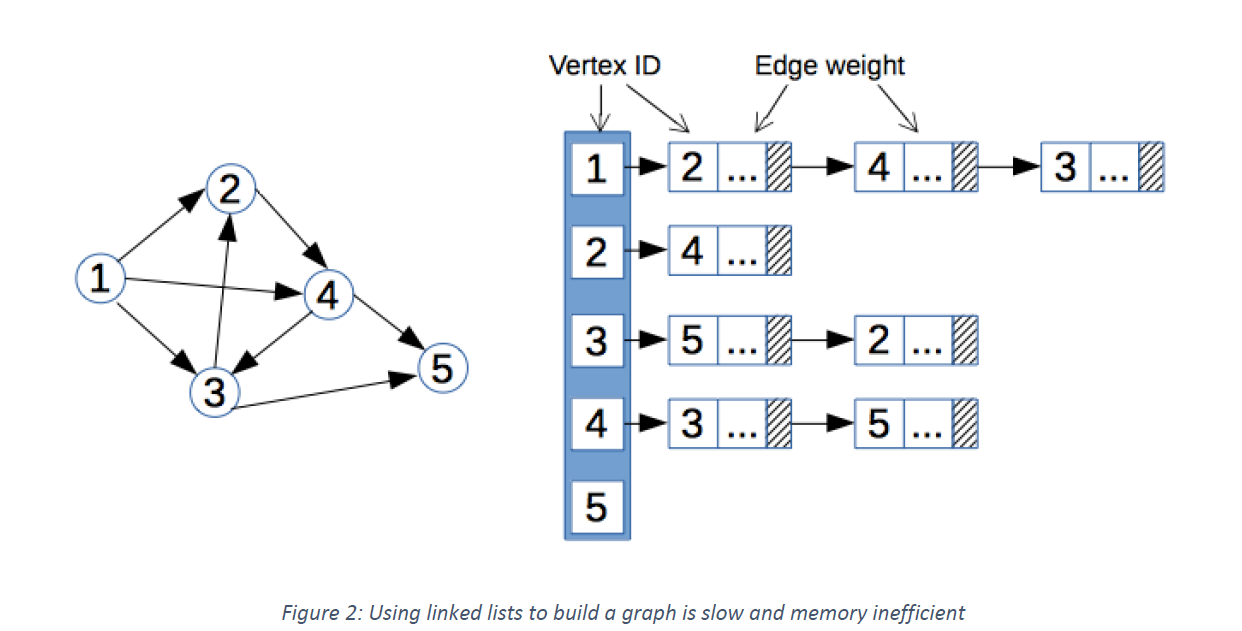 Vertex ID Edge weight
1 2 ... 4 ... 3 ...
2 4 ...
3 5 ... 2 ...
4 3 ... 5 ...
5
2
1
4
5
3
Figure 2: Using linked lists to build a graph is slow and memory inefficient